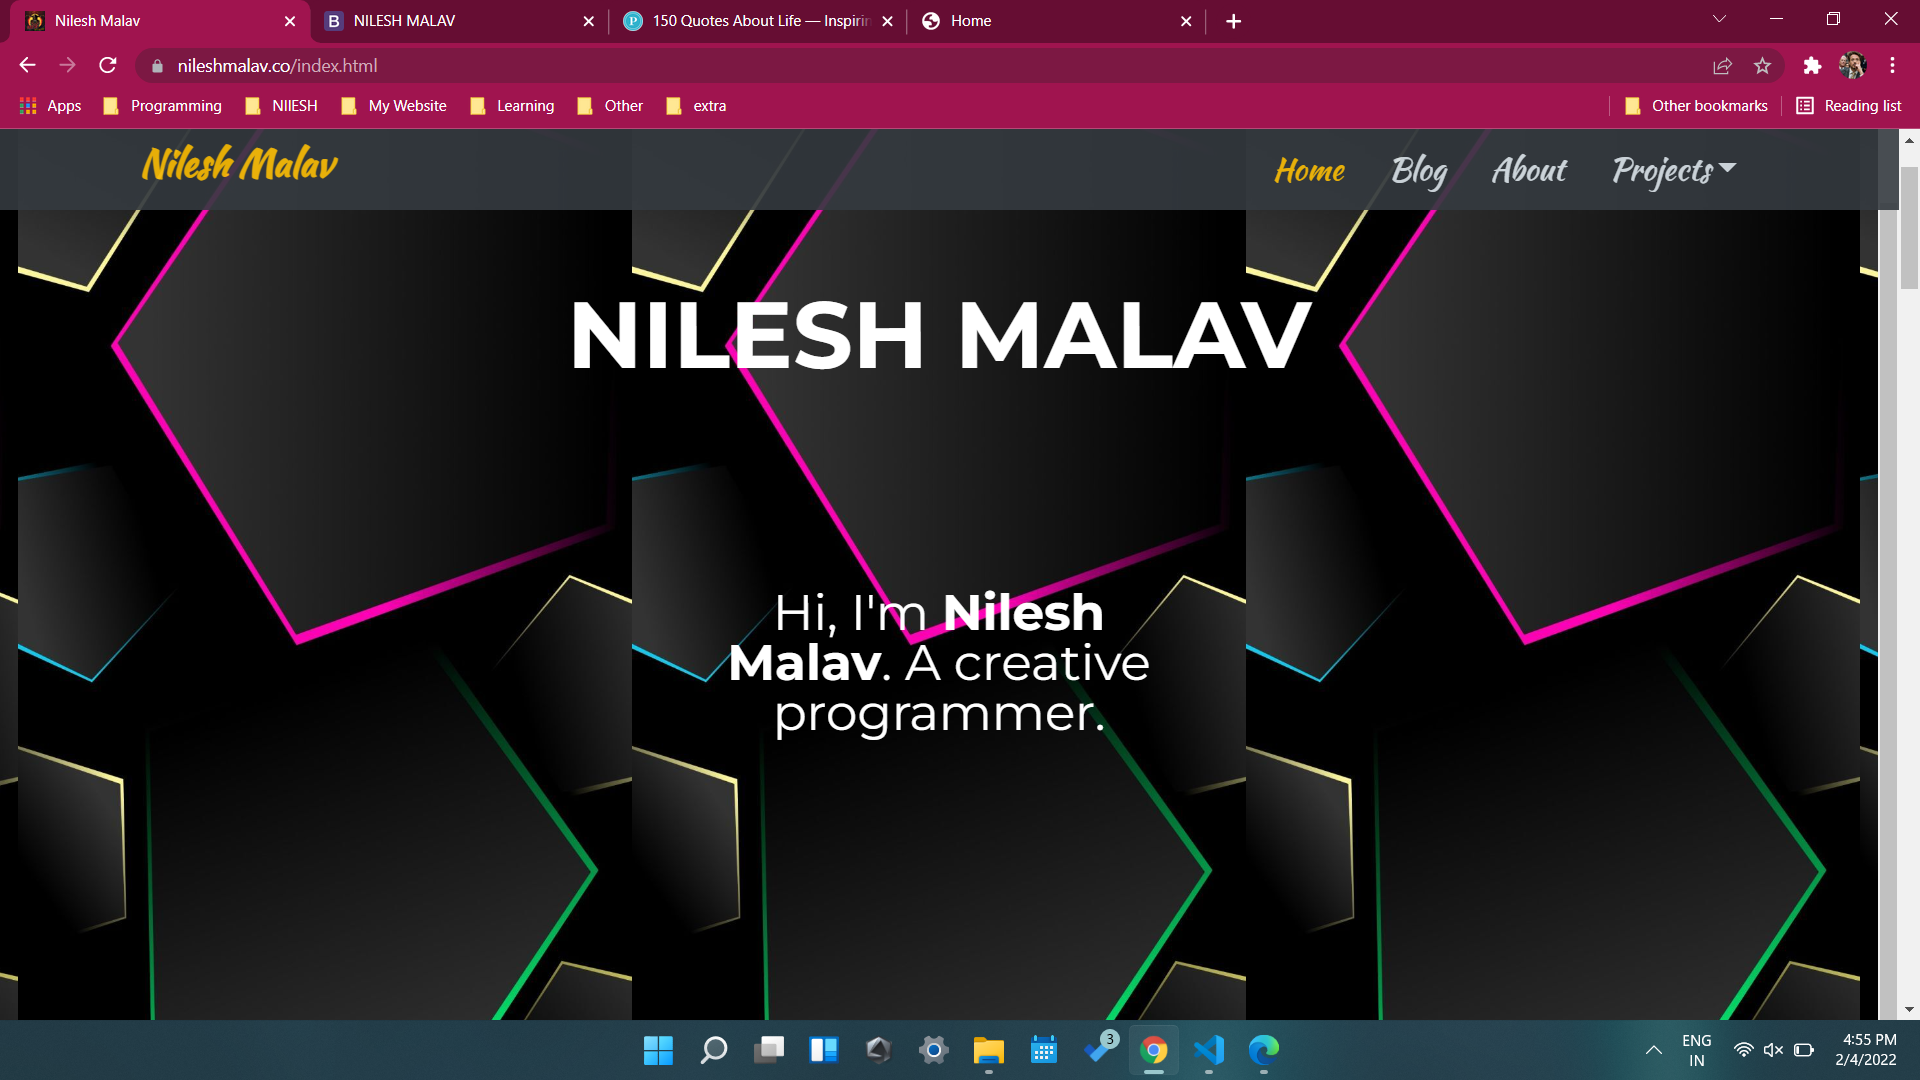 Nilesh Malav
NILESH MALAV
150 Quotes About Life — Inspirin
Home
nileshmalav.co/index.html
Apps
Programming
NIIESH
My Website
Learning
Other
extra
Other bookmarks
Reading list
Nilesh Malav
Home
Blog
About
Projects
NILESH MALAV
Hi, I'm Nilesh
Malav. A creative
programmer.
3
ENG
IN
4:55 PM
2/4/2022